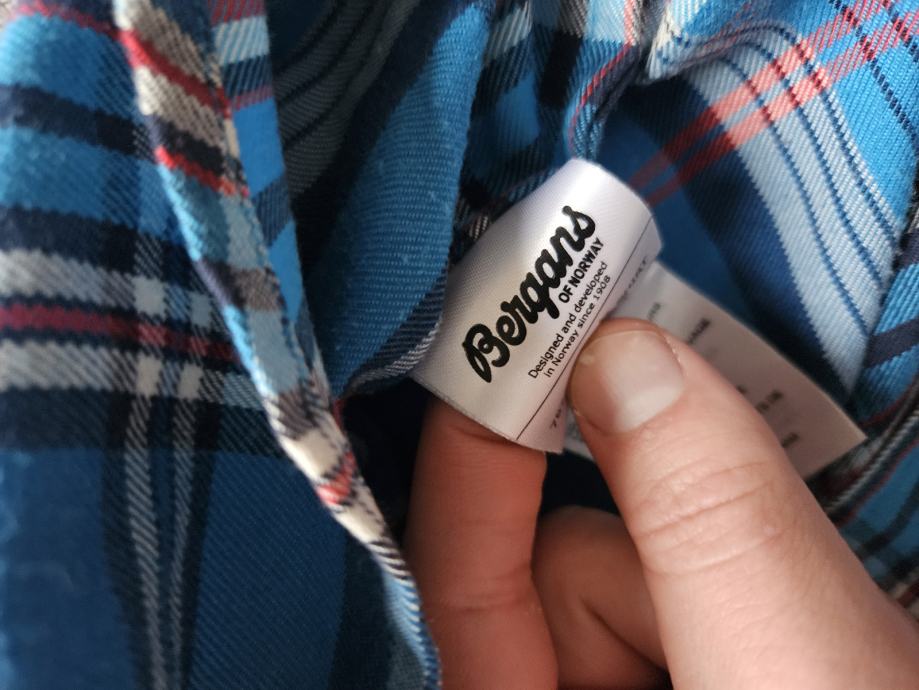 Bergans
OF NORWAY
Designed and developed
in Norway since 1908